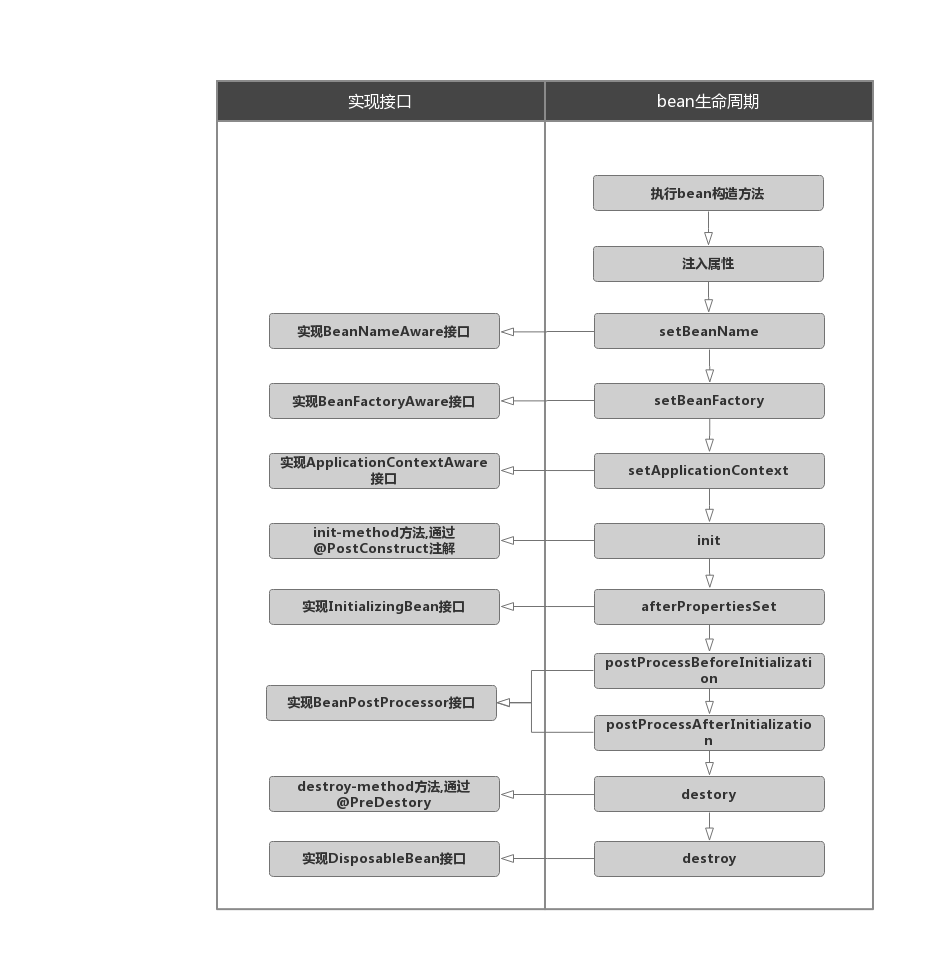 实现接口
bean生命周期
执行bean构造方法
注入属性
实现BeanNameAware接口
setBeanName
实现BeanFactoryAware接口
setBeanFactory
实现ApplicationContextAware
接口
setApplicationContext
init-method方法,通过
@PostConstruct注解
init
实现InitializingBean接口
afterPropertiesSet
postProcessBeforeInitializati
on
实现BeanPostProcessor接口
postProcessAfterInitializatio
n
destroy-method方法,通过
@PreDestory
destory
实现DisposableBean接口
destroy